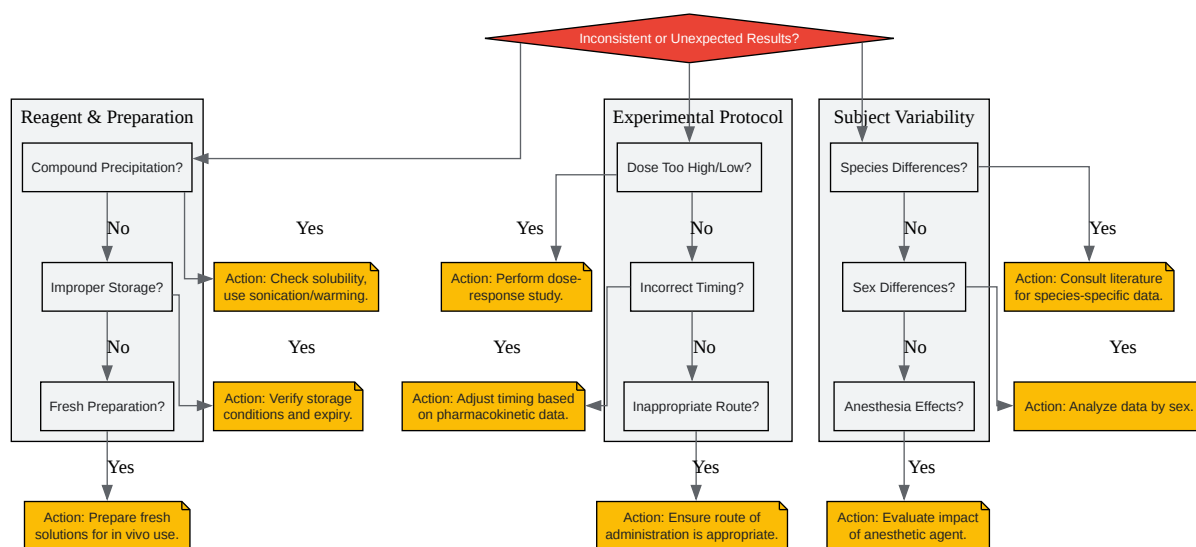 Inconsistent or Unexpected Results?
Reagent & Preparation
Compound Precipitation?
No
Yes
Action: Check solubility,
use sonication/warming.
Improper Storage?
No
Yes
Action: Verify storage
conditions and expiry.
Fresh Preparation?
Yes
Action: Prepare fresh
solutions for in vivo use.
Experimental Protocol
Dose Too High/Low?
Yes
No
Action: Perform dose-
response study.
Incorrect Timing?
Yes
No
Action: Adjust timing based
on pharmacokinetic data.
Inappropriate Route?
Yes
Action: Ensure route of
administration is appropriate.
Subject Variability
Species Differences?
No
Yes
Action: Consult literature
for species-specific data.
Sex Differences?
No
Yes
Action: Analyze data by sex.
Anesthesia Effects?
Yes
Action: Evaluate impact
of anesthetic agent.